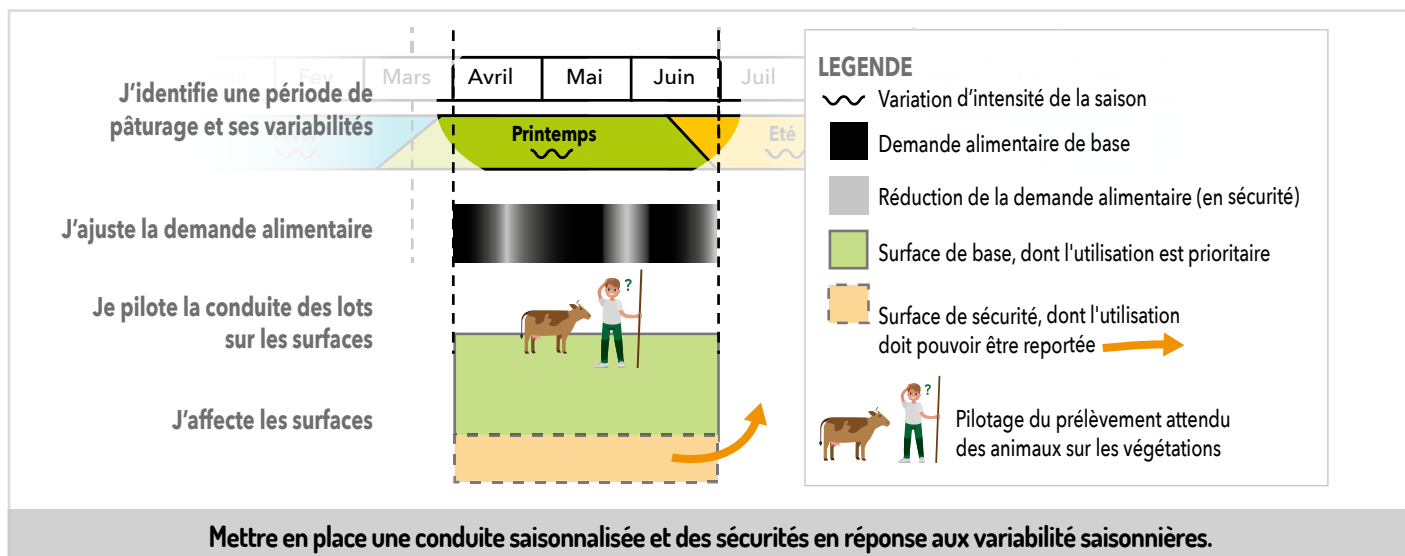 Fev
Mars
Avril
Mai
Juin
Juil
J'identifie une période de
pâturage et ses variabilités
Printemps
Eté
J'ajuste la demande alimentaire
Je pilote la conduite des lots
sur les surfaces
?
J'affecte les surfaces
LEGENDE
Variation d'intensité de la saison
Demande alimentaire de base
Réduction de la demande alimentaire (en sécurité)
Surface de base, dont l'utilisation est prioritaire
Surface de sécurité, dont l'utilisation
doit pouvoir être reportée
?
Pilotage du prélèvement attendu
des animaux sur les végétations
Mettre en place une conduite saisonnalisée et des sécurités en réponse aux variabilité saisonnières.